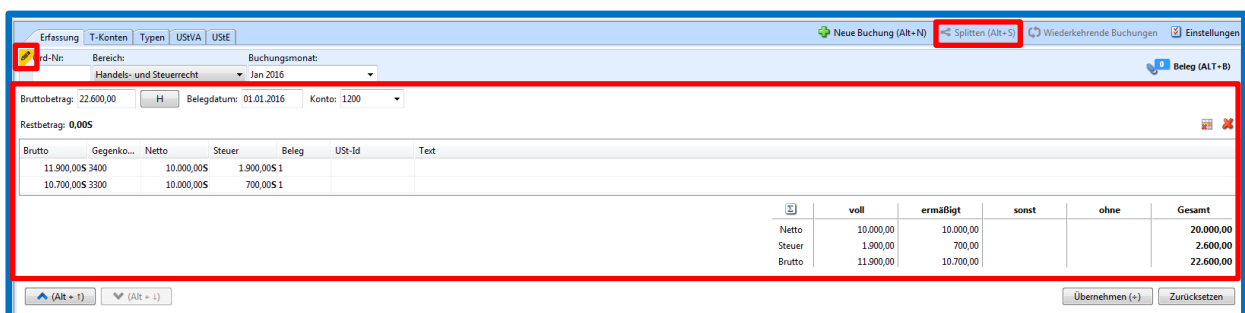 Erfassung T-Konten Typen UStVA UStE Neue Buchung (Alt+N) Splitten (Alt+S) Wiederkehrende Buchungen Einstellungen
rd-Nr: Bereich: Buchungsmonat:
Handels- und Steuerrecht Jan 2016 0 Beleg (ALT+B)
Bruttobetrag: 22.600,00 H Belegdatum: 01.01.2016 Konto: 1200
Restbetrag: 0,00S
Brutto Gegenko... Netto Steuer Beleg USt-Id Text
11.900,00S 3400 10.000,00S 1.900,00S 1
10.700,00S 3300 10.000,00S 700,00S 1
Σ voll ermäßigt sonst ohne Gesamt
Netto 10.000,00 10.000,00 20.000,00
Steuer 1.900,00 700,00 2.600,00
Brutto 11.900,00 10.700,00 22.600,00
(Alt + ↑) (Alt + ↓) Übernehmen (+) Zurücksetzen